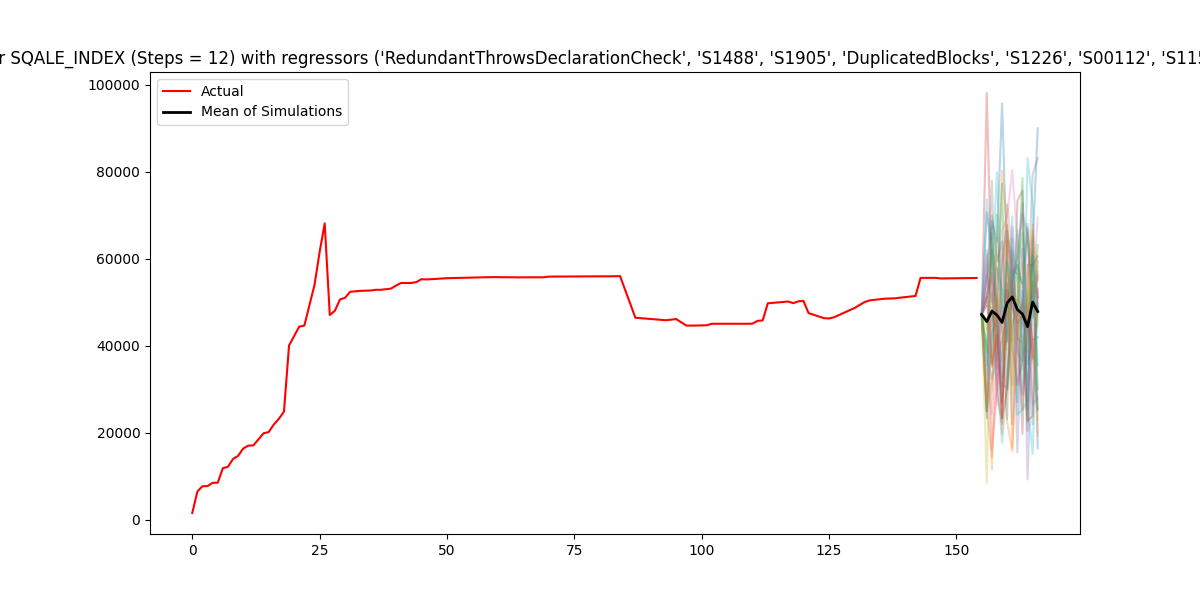 r SQALE_INDEX (Steps = 12) with regressors ('RedundantThrowsDeclarationCheck', 'S1488', 'S1905', 'DuplicatedBlocks', 'S1226', 'S00112', 'S115
Actual
Mean of Simulations
100000
80000
60000
40000
20000
0
0 25 50 75 100 125 150